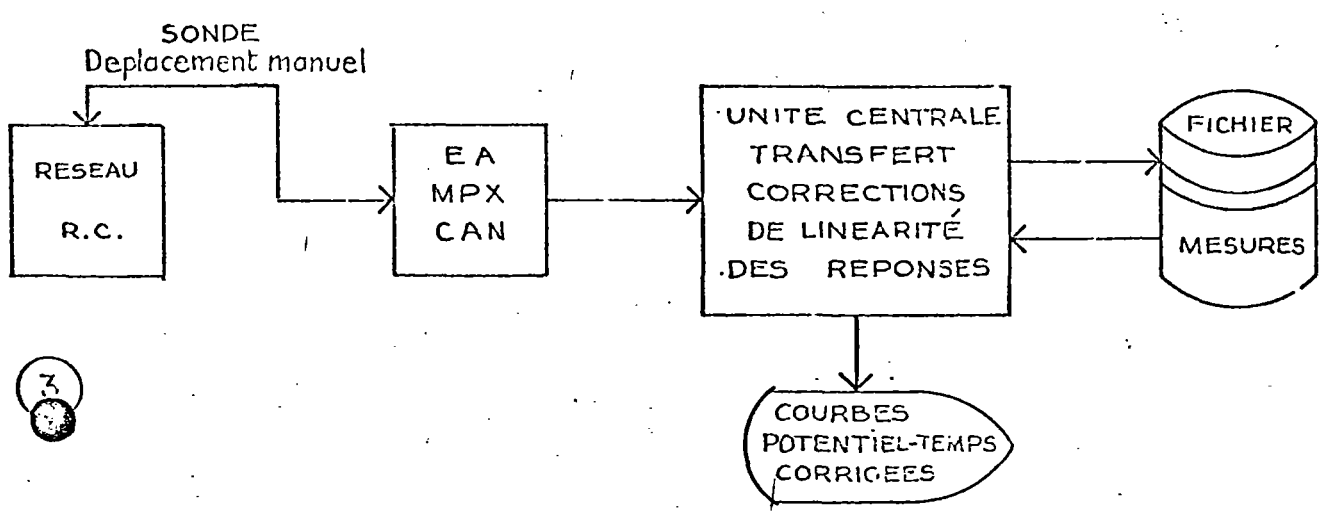 SONDE
Deplacement manuel
RESEAU
R.C.
EA
MPX
CAN
UNITE CENTRALE
TRANSFERT
CORRECTIONS
DE LINEARITÉ
DES REPONSES
FICHIER
MESURES
3
COURBES
POTENTIEL-TEMPS
CORRIGEES